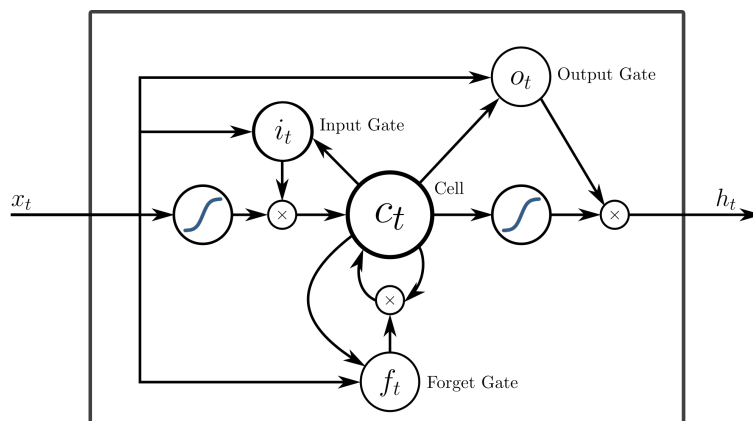 o_t Output Gate
i_t Input Gate
x_t
×
c_t Cell
×
h_t
×
f_t Forget Gate